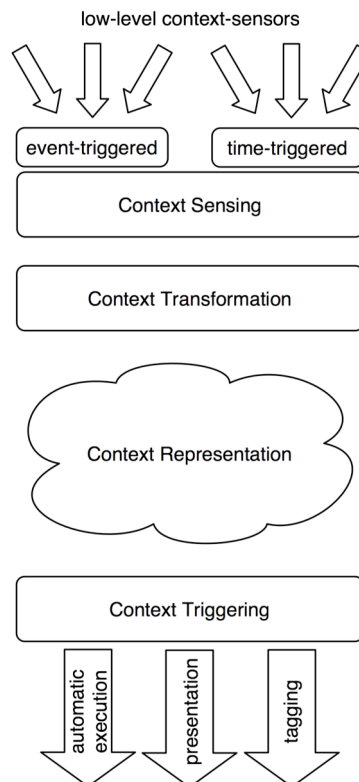 low-level context-sensors
event-triggered
time-triggered
Context Sensing
Context Transformation
Context Representation
Context Triggering
automatic
execution
presentation
tagging